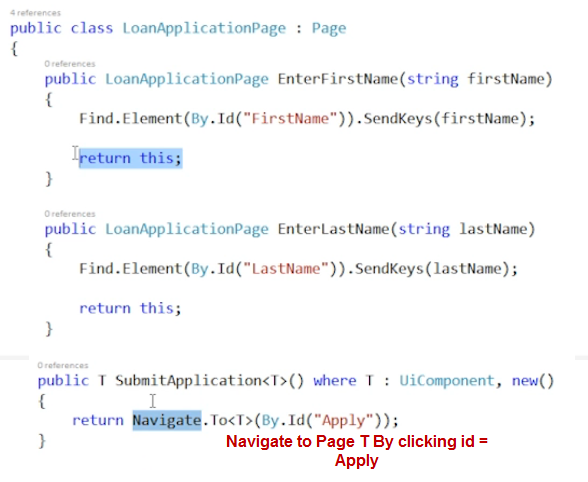 4 references
public class LoanApplicationPage : Page
{
0 references
public LoanApplicationPage EnterFirstName(string firstName)
{
Find.Element(By.Id("FirstName")).SendKeys(firstName);
return this;
}
0 references
public LoanApplicationPage EnterLastName(string lastName)
{
Find.Element(By.Id("LastName")).SendKeys(lastName);
return this;
}
0 references
public T SubmitApplication<T>() where T : UiComponent, new()
{
return Navigate.To<T>(By.Id("Apply"));
}
Navigate to Page T By clicking id =
Apply